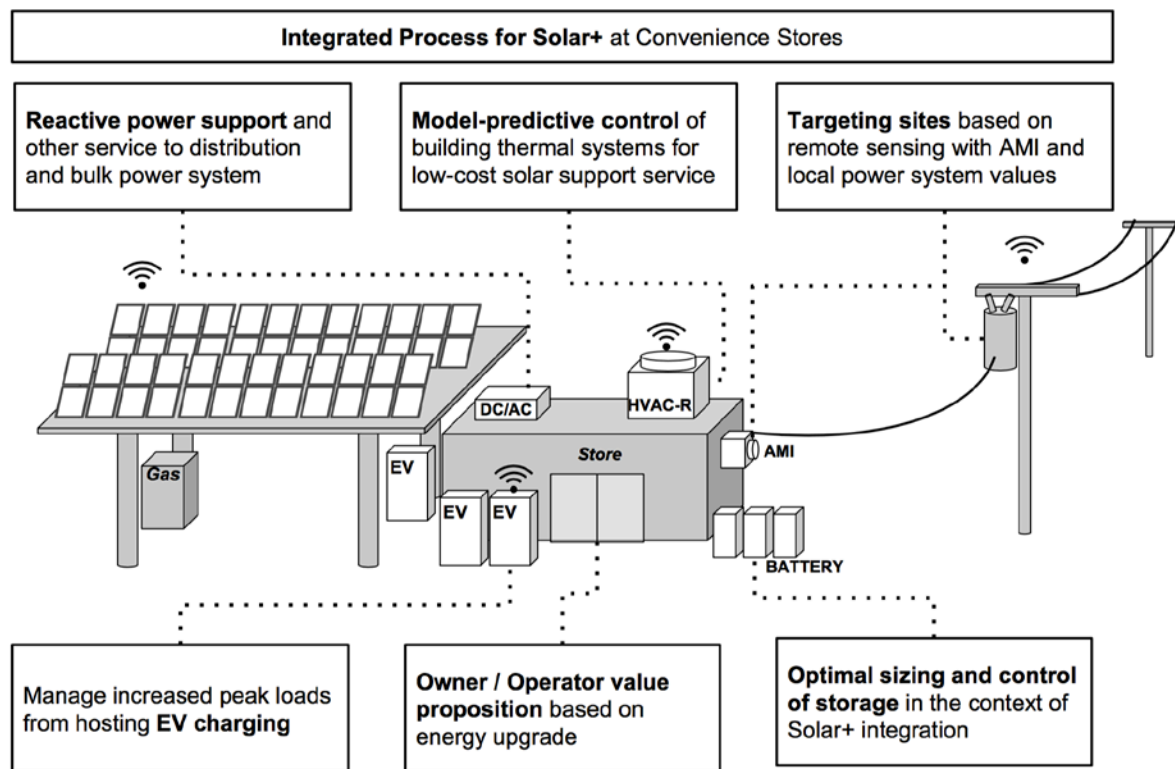 Integrated Process for Solar+ at Convenience Stores
Reactive power support and
other service to distribution
and bulk power system
Model-predictive control of
building thermal systems for
low-cost solar support service
Targeting sites based on
remote sensing with AMI and
local power system values
DC/AC
HVAC-R
Store
AMI
Gas
EV
EV
EV
BATTERY
Manage increased peak loads
from hosting EV charging
Owner / Operator value
proposition based on
energy upgrade
Optimal sizing and control
of storage in the context of
Solar+ integration